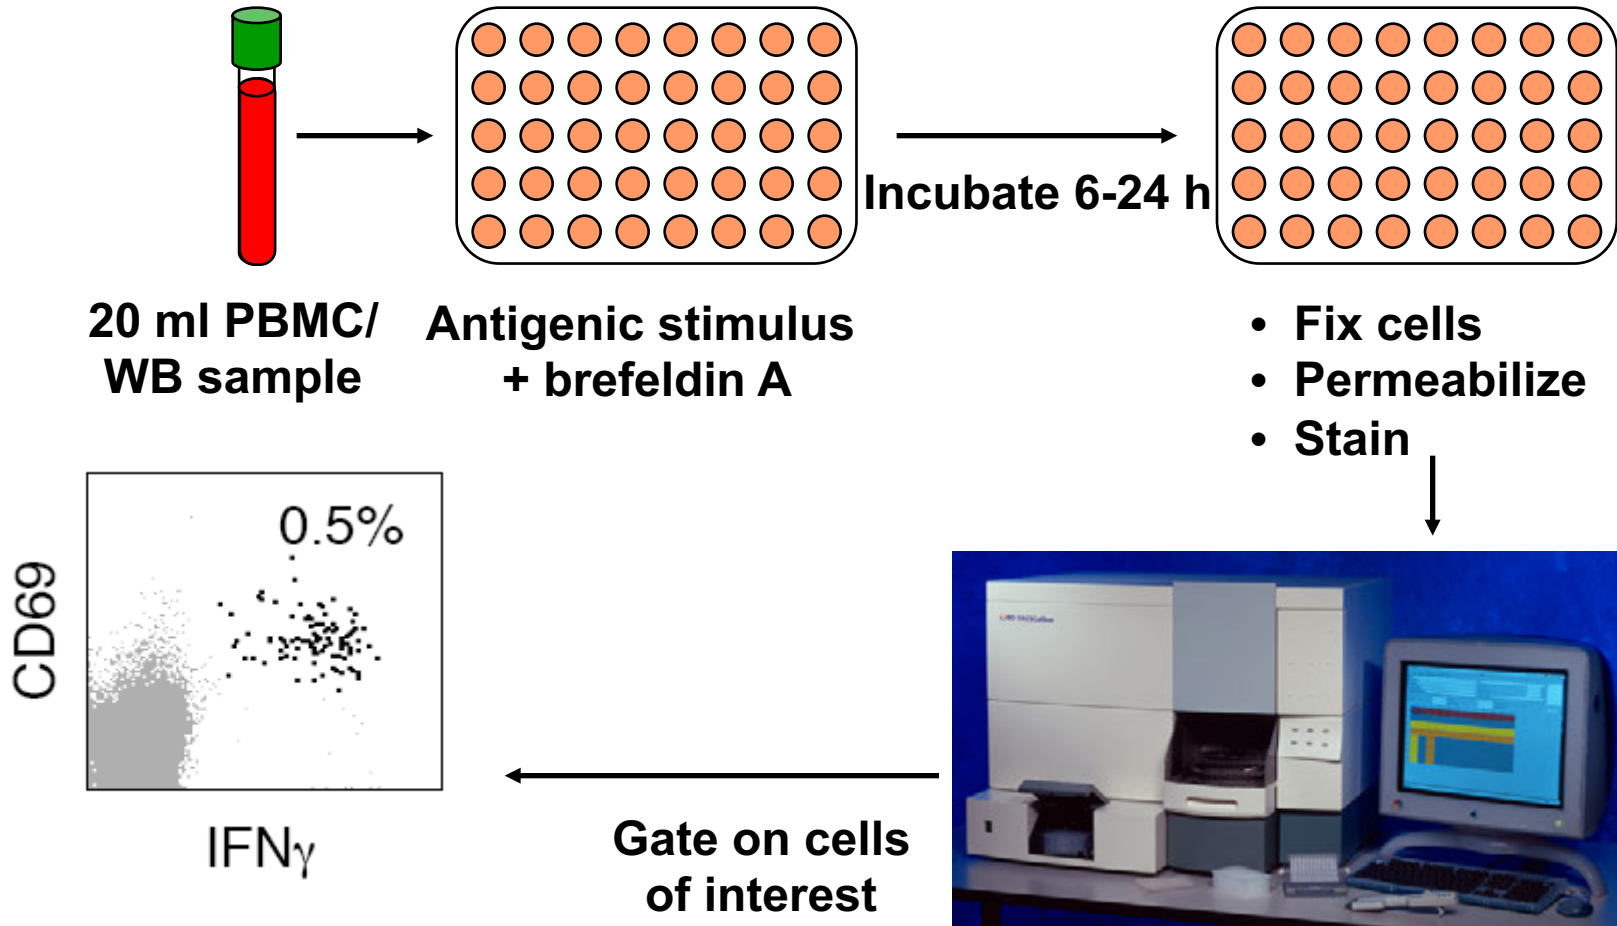 20 ml PBMC/
WB sample
Antigenic stimulus
+ brefeldin A
Incubate 6-24 h
• Fix cells
• Permeabilize
• Stain
Gate on cells
of interest
0.5%
CD69
IFNγ